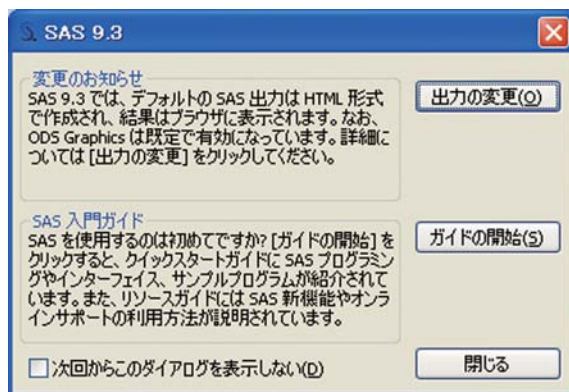 SAS 9.3
変更のお知らせ
SAS 9.3 では、デフォルトの SAS 出力は HTML 形式
で作成され、結果はブラウザに表示されます。なお、
ODS Graphics は既定で有効になっています。詳細に
ついては [出力の変更] をクリックしてください。
出力の変更(O)
SAS 入門ガイド
SAS を使用するのは初めてですか? [ガイドの開始] を
クリックすると、クイックスタートガイドに SAS プログラミン
グやインターフェイス、サンプルプログラムが紹介されて
います。また、リソースガイドには SAS 新機能やオンラ
インサポートの利用方法が説明されています。
ガイドの開始(S)
次回からこのダイアログを表示しない(D)
閉じる